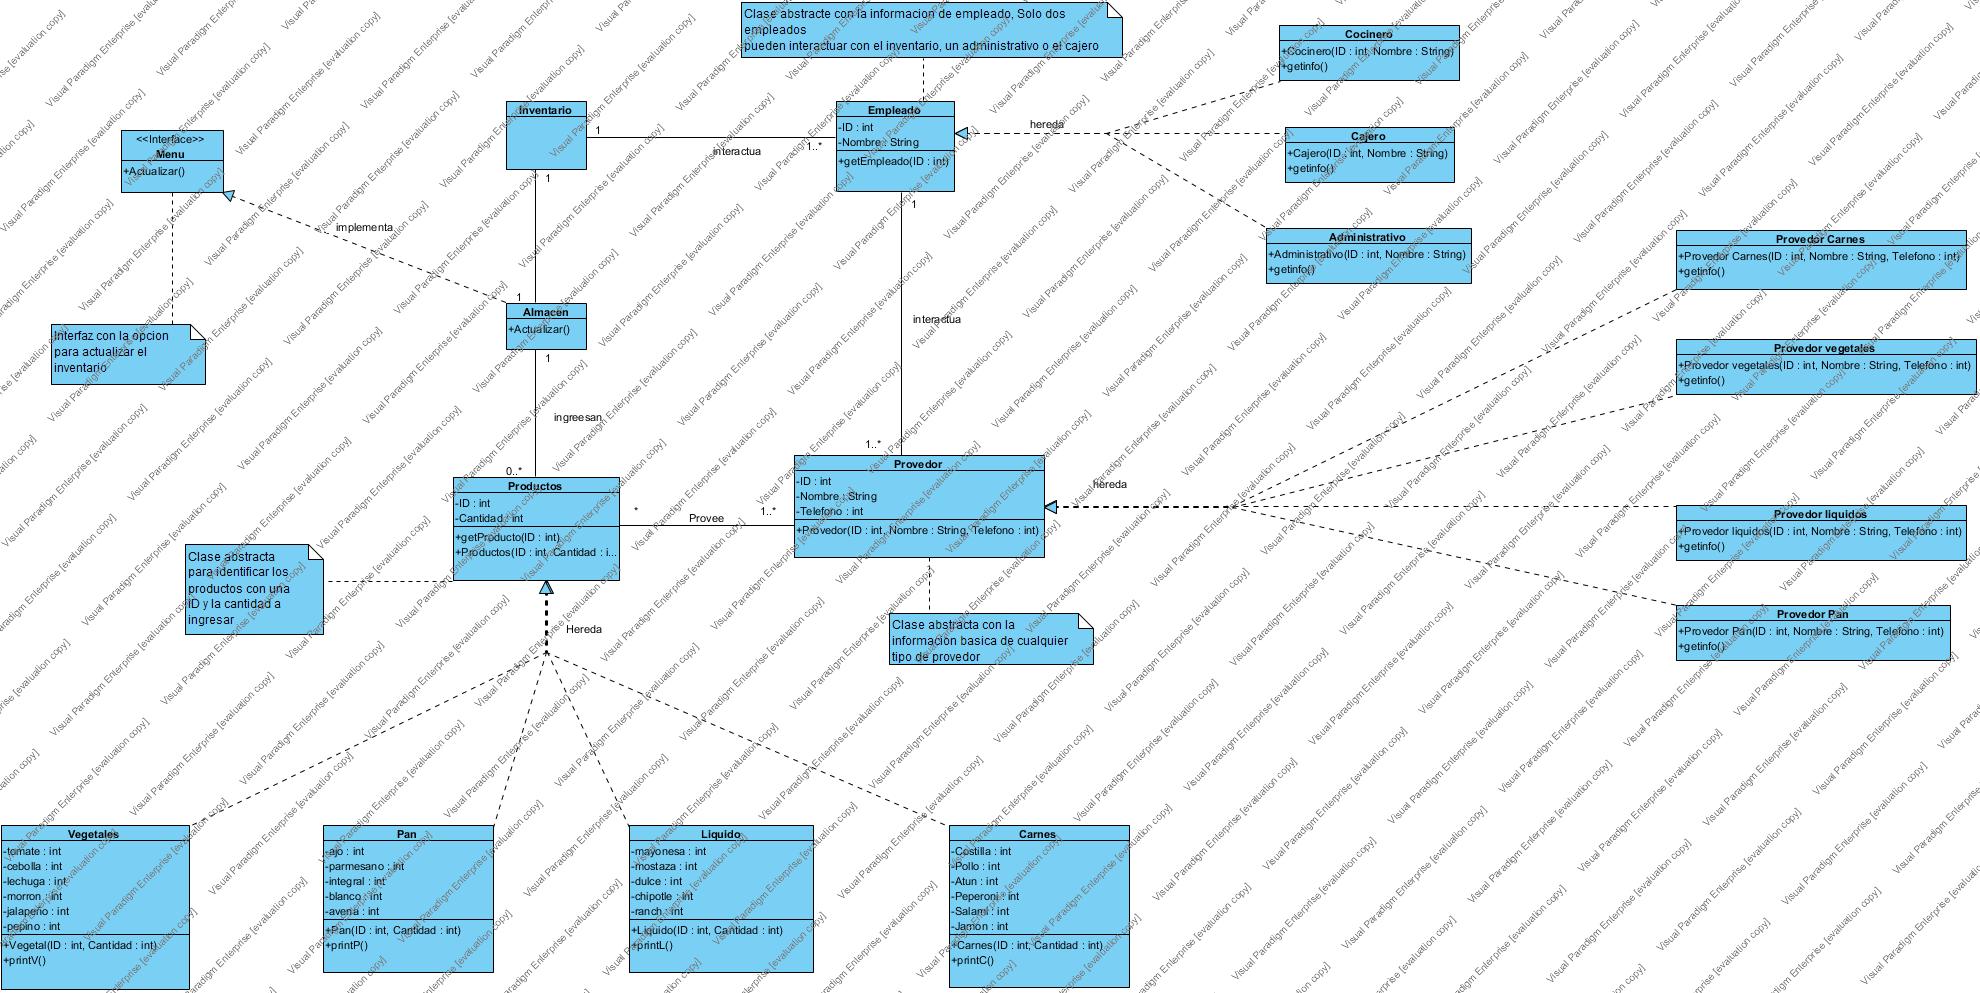 Clase abstracte con la informacion de empleado, Solo dos
empleados
pueden interactuar con el inventario, un administrativo o el cajero
Cocinero
+Cocinero(ID : int, Nombre : String)
+getinfo()
Inventario
Empleado
-ID : int
-Nombre : String
+getEmpleado(ID : int)
1
interactua
1..*
hereda
Cajero
+Cajero(ID : int, Nombre : String)
+getinfo()
<<Interface>>
Menu
+Actualizar()
1
1
implementa
Administrativo
+Administrativo(ID : int, Nombre : String)
+getinfo()
Provedor Carnes
+Provedor Carnes(ID : int, Nombre : String, Telefono : int)
+getinfo()
1
Almacen
+Actualizar()
1
interactua
Interfaz con la opcion
para actualizar el
inventario
Provedor vegetales
+Provedor vegetales(ID : int, Nombre : String, Telefono : int)
+getinfo()
ingreesan
0..*
1..*
Productos
-ID : int
-Cantidad : int
+getProducto(ID : int)
+Productos(ID : int, Cantidad : i...
*
Provee
1..*
Provedor
-ID : int
-Nombre : String
-Telefono : int
+Provedor(ID : int, Nombre : String, Telefono : int)
hereda
Provedor liquidos
+Provedor liquidos(ID : int, Nombre : String, Telefono : int)
+getinfo()
Clase abstracta
para identificar los
productos con una
ID y la cantidad a
ingresar
Hereda
Clase abstracta con la
información basica de cualquier
tipo de provedor
Provedor Pan
+Provedor Pan(ID : int, Nombre : String, Telefono : int)
+getinfo()
Vegetales
-tomate : int
-cebolla : int
-lechuga : int
-morron : int
-jalapeño : int
-pepino : int
+Vegetal(ID : int, Cantidad : int)
+printV()
Pan
-ajo : int
-parmesano : int
-integral : int
-blanco : int
-avena : int
+Pan(ID : int, Cantidad : int)
+printP()
Liquido
-mayonesa : int
-mostaza : int
-dulce : int
-chipotle : int
-ranch : int
+Liquido(ID : int, Cantidad : int)
+printL()
Carnes
-Costilla : int
-Pollo : int
-Atun : int
-Peperoni : int
-Salami : int
-Jamon : int
+Carnes(ID : int, Cantidad : int)
+printC()
Visual Paradigm Enterprise [evaluation copy]